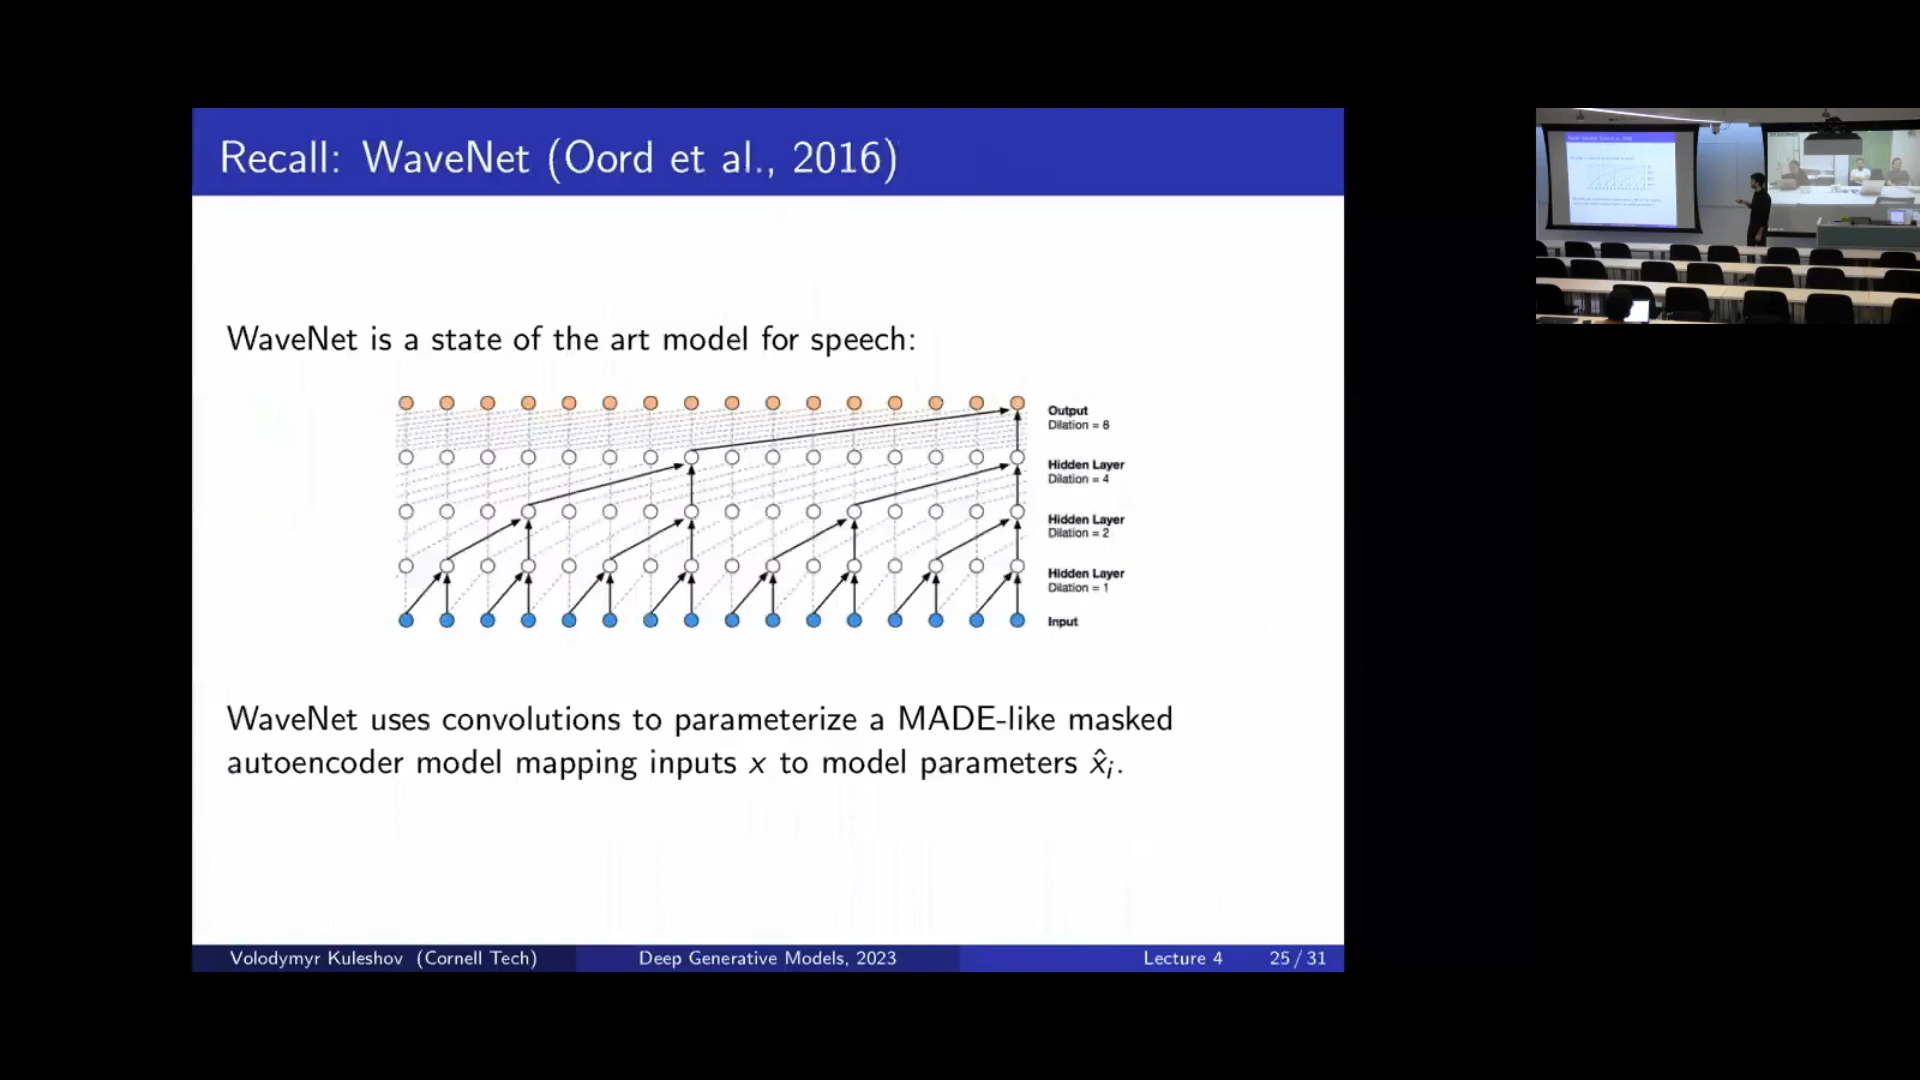 Recall: WaveNet (Oord et al., 2016)
WaveNet is a state of the art model for speech:
Output
Dilation = 8
Hidden Layer
Dilation = 4
Hidden Layer
Dilation = 2
Hidden Layer
Dilation = 1
Input
WaveNet uses convolutions to parameterize a MADE-like masked
autoencoder model mapping inputs x to model parameters x̂ᵢ.
Volodymyr Kuleshov (Cornell Tech) Deep Generative Models, 2023 Lecture 4 25 / 31